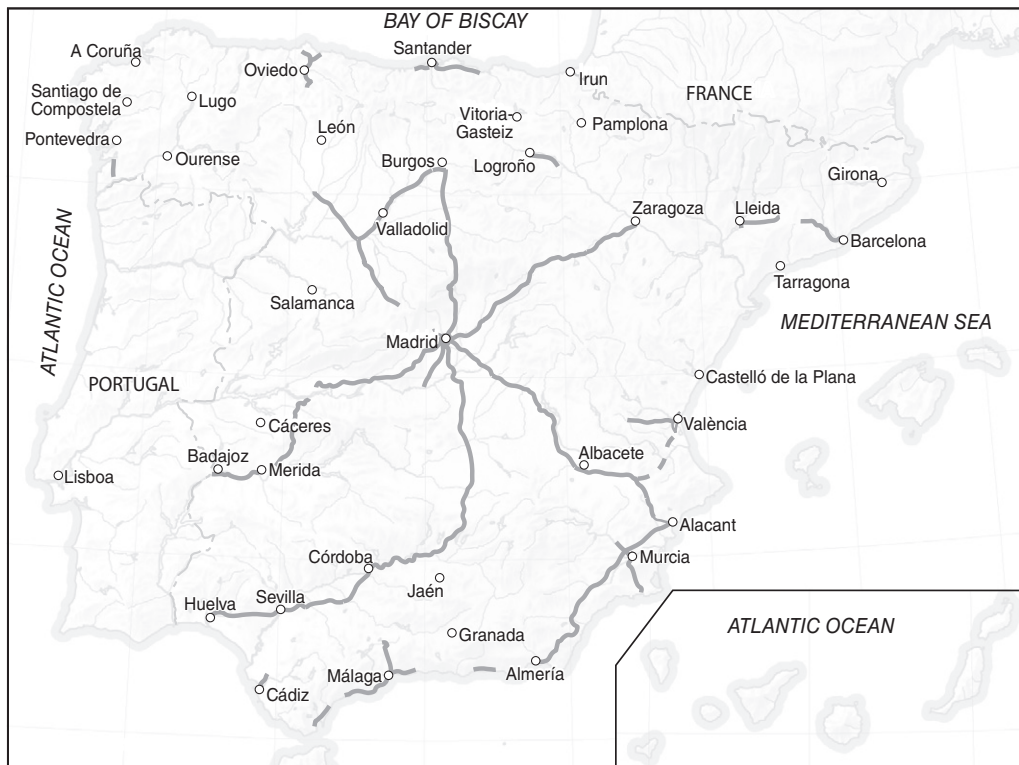 BAY OF BISCAY
A Coruña
Santander
Oviedo
Irun
Santiago de
Compostela
Lugo
FRANCE
Vitoria-
Gasteiz
León
Pamplona
Pontevedra
Ourense
Burgos
Logroño
Girona
Zaragoza
Lleida
Valladolid
Barcelona
ATLANTIC OCEAN
Tarragona
Salamanca
MEDITERRANEAN SEA
Madrid
PORTUGAL
Castelló de la Plana
Cáceres
València
Badajoz
Albacete
Merida
Lisboa
Alacant
Córdoba
Murcia
Jaén
Huelva
Sevilla
ATLANTIC OCEAN
Granada
Málaga
Almería
Cádiz